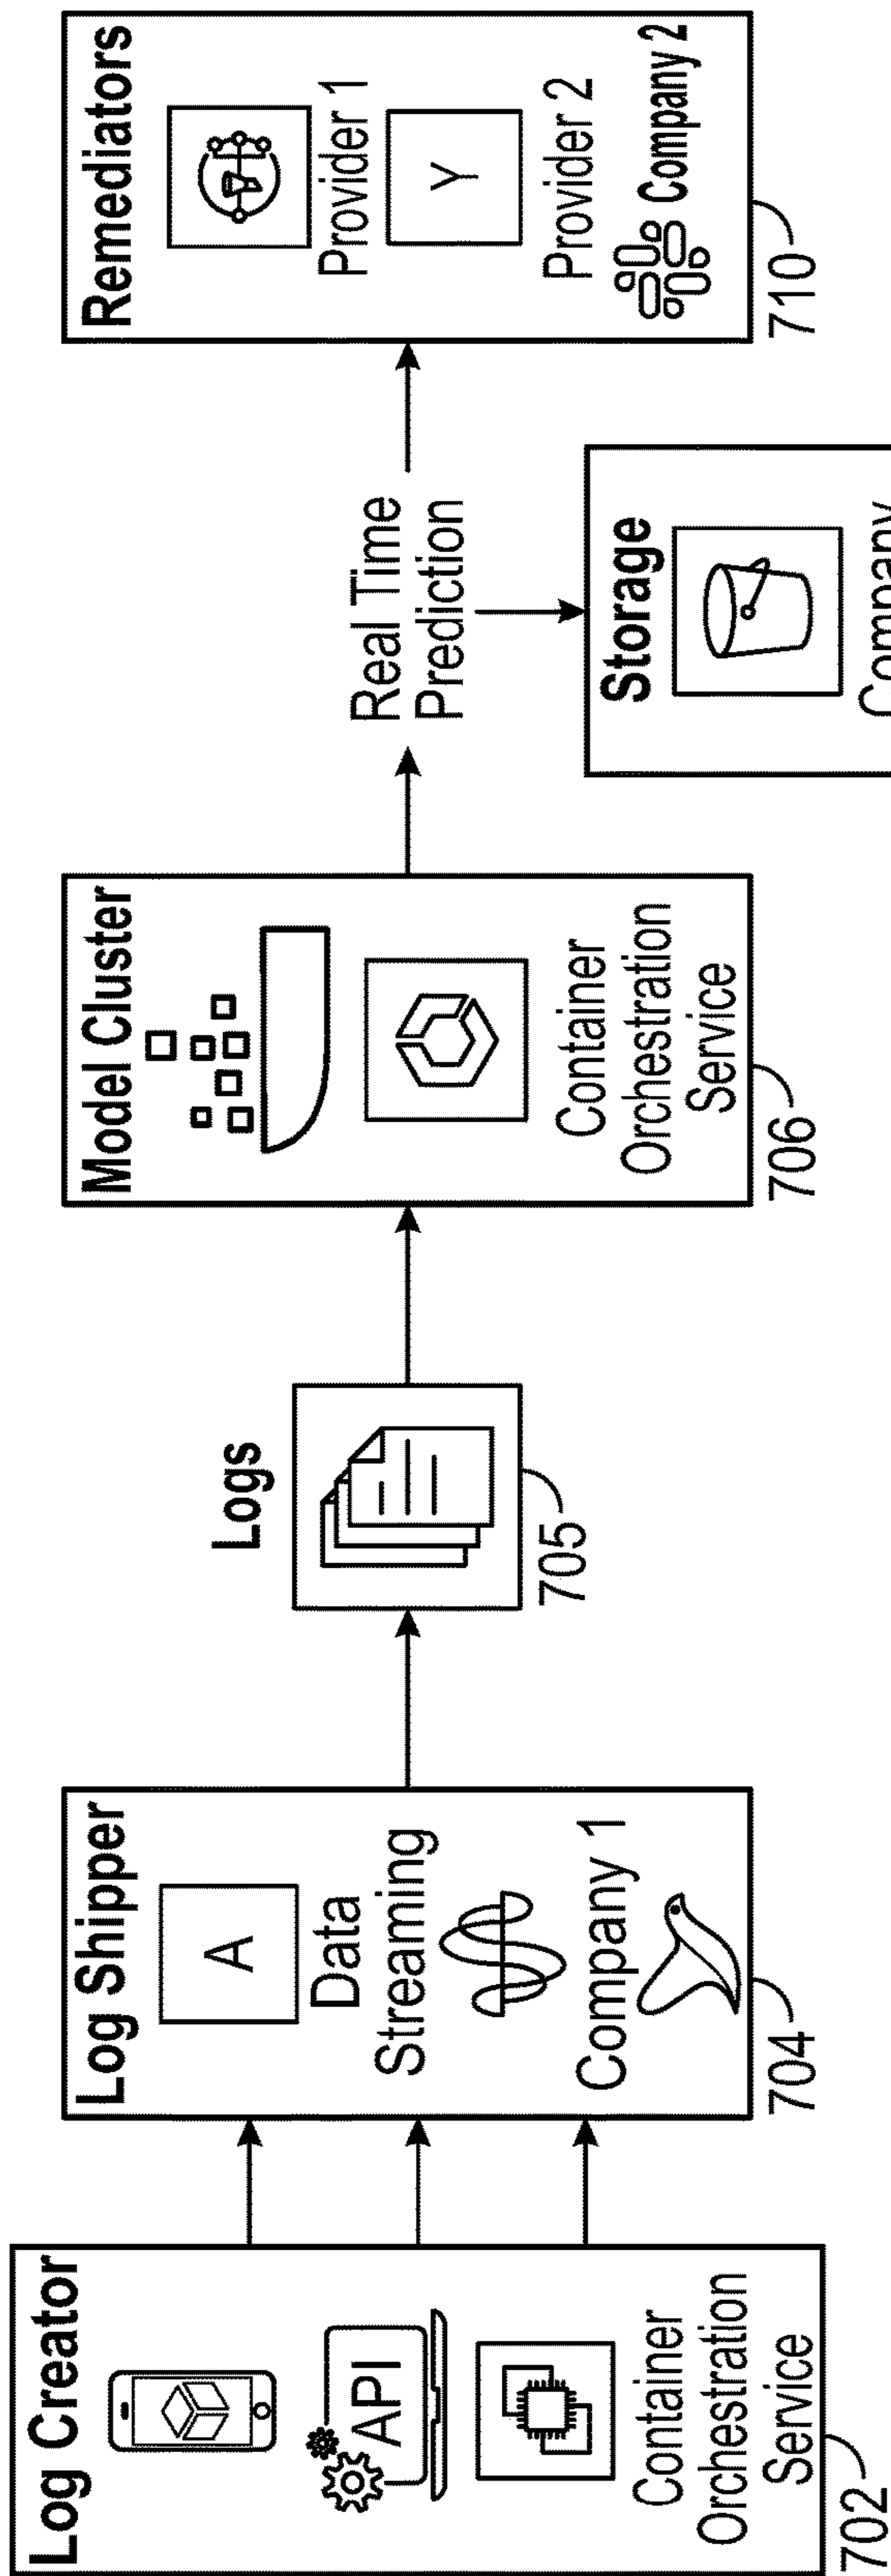 Log Creator
API
Container
Orchestration
Service
702
Log Shipper
A
Data
Streaming
Company 1
704
Logs
705
Model Cluster
Container
Orchestration
Service
706
Real Time
Prediction
Storage
Company
Remediators
Provider 1
Y
Provider 2
Company 2
710